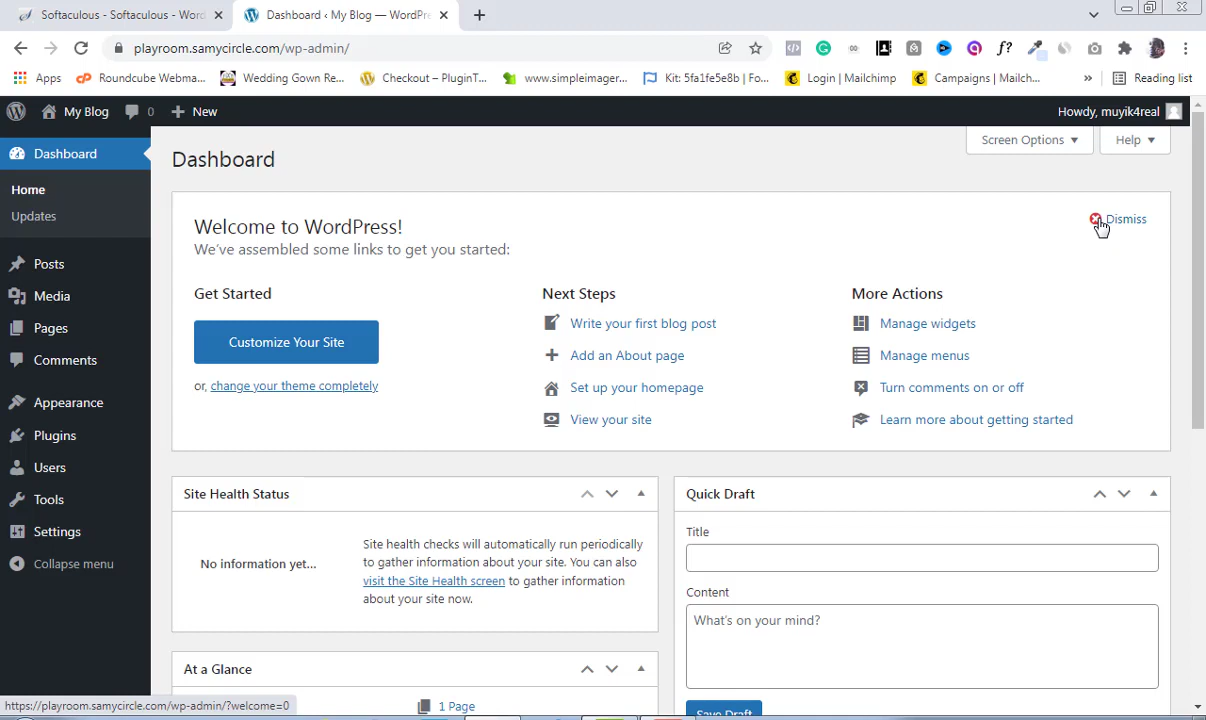 Softaculous - Softaculous - Word
Dashboard ‹ My Blog — WordPre
playroom.samycircle.com/wp-admin/
Apps
cP
Roundcube Webma...
Wedding Gown Re...
Checkout – PluginT...
www.simpleimager...
Kit: 5fa1fe5e8b | Fo...
Login | Mailchimp
Campaigns | Mailch...
»
Reading list
My Blog
0
New
Howdy, muyik4real
Dashboard
Home
Updates
Posts
Media
Pages
Comments
Appearance
Plugins
Users
Tools
Settings
Collapse menu
Screen Options
Help
Dashboard
Welcome to WordPress!
Dismiss
We've assembled some links to get you started:
Get Started
Customize Your Site
or, change your theme completely
Next Steps
Write your first blog post
Add an About page
Set up your homepage
View your site
More Actions
Manage widgets
Manage menus
Turn comments on or off
Learn more about getting started
Site Health Status
No information yet...
Site health checks will automatically run periodically
to gather information about your site. You can also
visit the Site Health screen to gather information
about your site now.
At a Glance
1 Page
Quick Draft
Title
Content
What's on your mind?
Save Draft
https://playroom.samycircle.com/wp-admin/?welcome=0